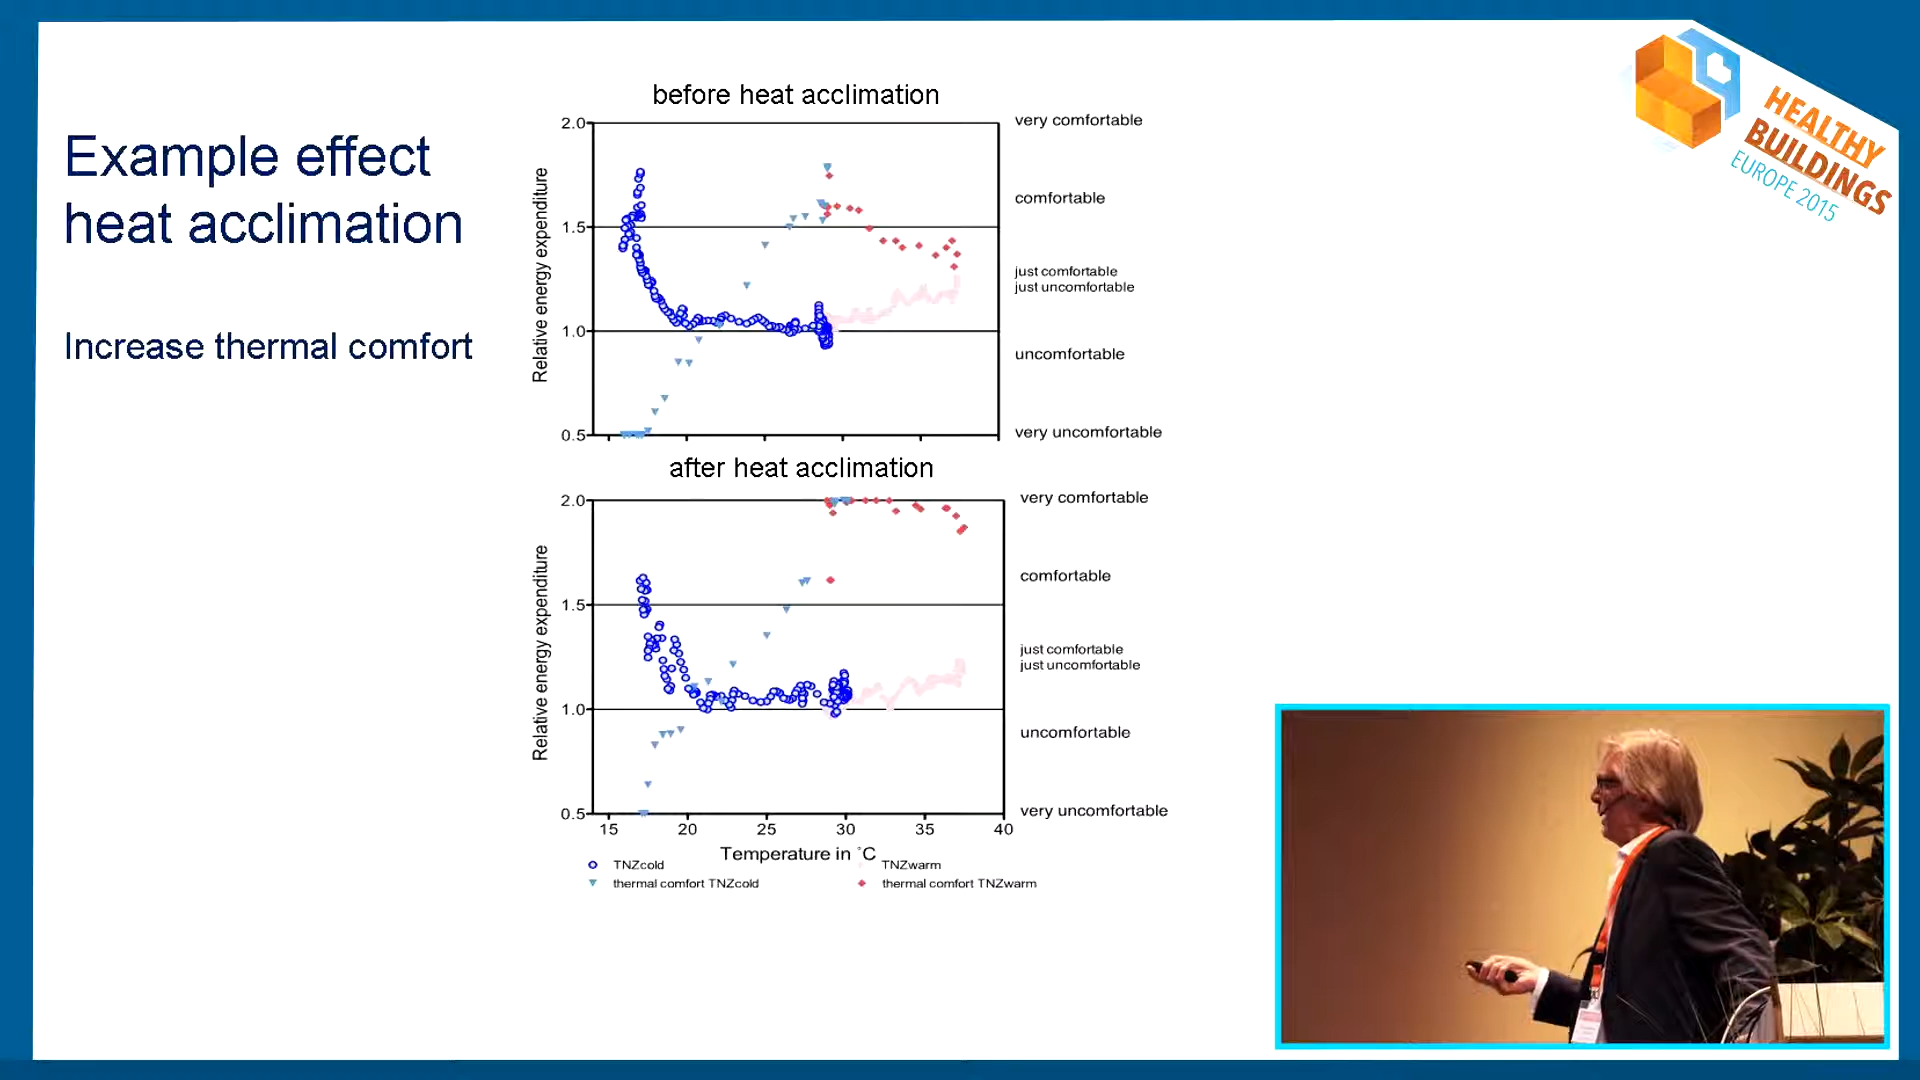 Example effect
heat acclimation
Increase thermal comfort
before heat acclimation
2.0
1.5
1.0
0.5
Relative energy expenditure
very comfortable
comfortable
just comfortable
just uncomfortable
uncomfortable
very uncomfortable
after heat acclimation
2.0
1.5
1.0
0.5
Relative energy expenditure
very comfortable
comfortable
just comfortable
just uncomfortable
uncomfortable
very uncomfortable
15 20 25 30 35 40
Temperature in °C
TNZcold TNZwarm
thermal comfort TNZcold thermal comfort TNZwarm
HEALTHY
BUILDINGS
EUROPE 2015